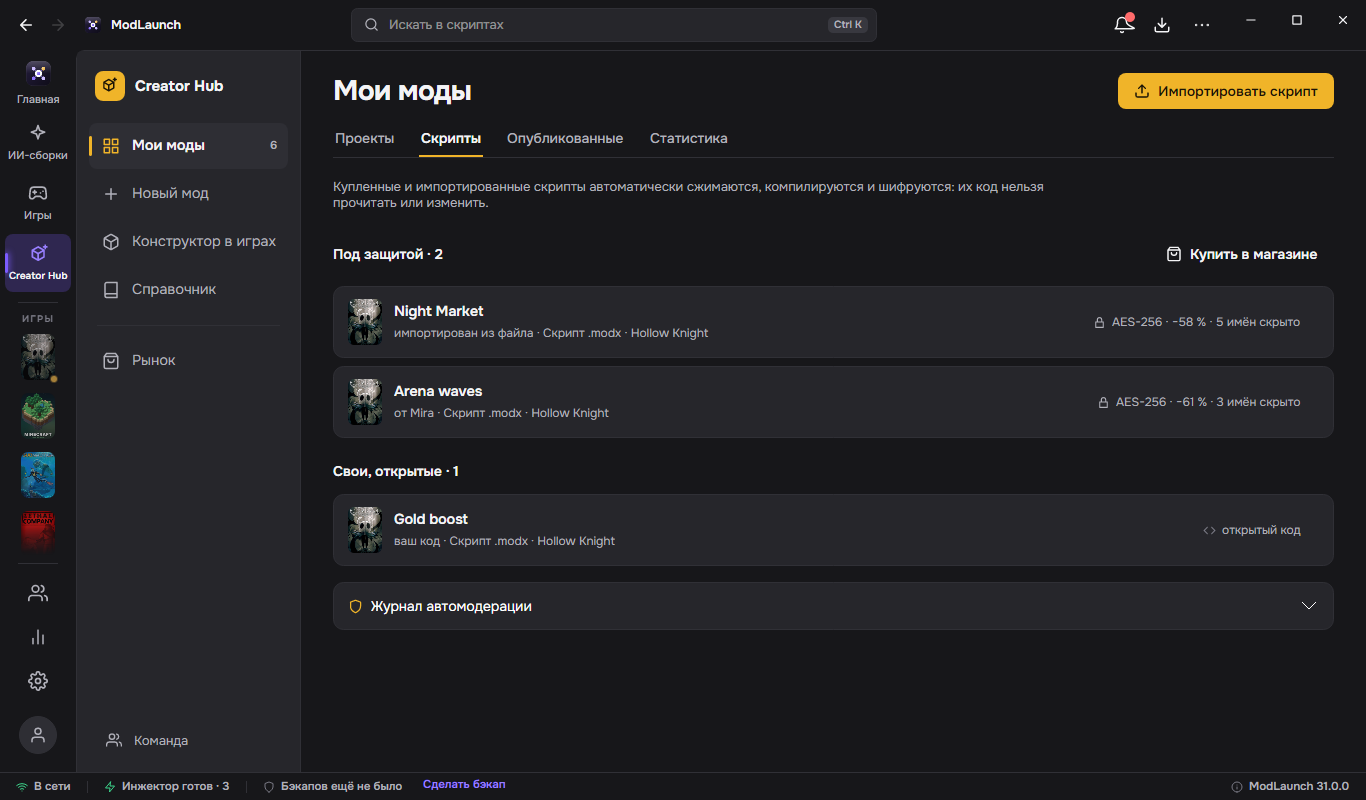 ModLaunch
Искать в скриптах
Ctrl K
Главная
ИИ-сборки
Игры
Creator Hub
ИГРЫ
MINECRAFT
LETHAL
COMPANY
Creator Hub
Мои моды
6
Новый мод
Конструктор в играх
Справочник
Рынок
Команда
Мои моды
Импортировать скрипт
Проекты
Скрипты
Опубликованные
Статистика
Купленные и импортированные скрипты автоматически сжимаются, компилируются и шифруются: их код нельзя
прочитать или изменить.
Под защитой · 2
Купить в магазине
Night Market
импортирован из файла · Скрипт .modx · Hollow Knight
AES-256 · −58 % · 5 имён скрыто
Arena waves
от Mira · Скрипт .modx · Hollow Knight
AES-256 · −61 % · 3 имён скрыто
Свои, открытые · 1
Gold boost
ваш код · Скрипт .modx · Hollow Knight
открытый код
Журнал автомодерации
В сети
Инжектор готов · 3
Бэкапов ещё не было
Сделать бэкап
ModLaunch 31.0.0